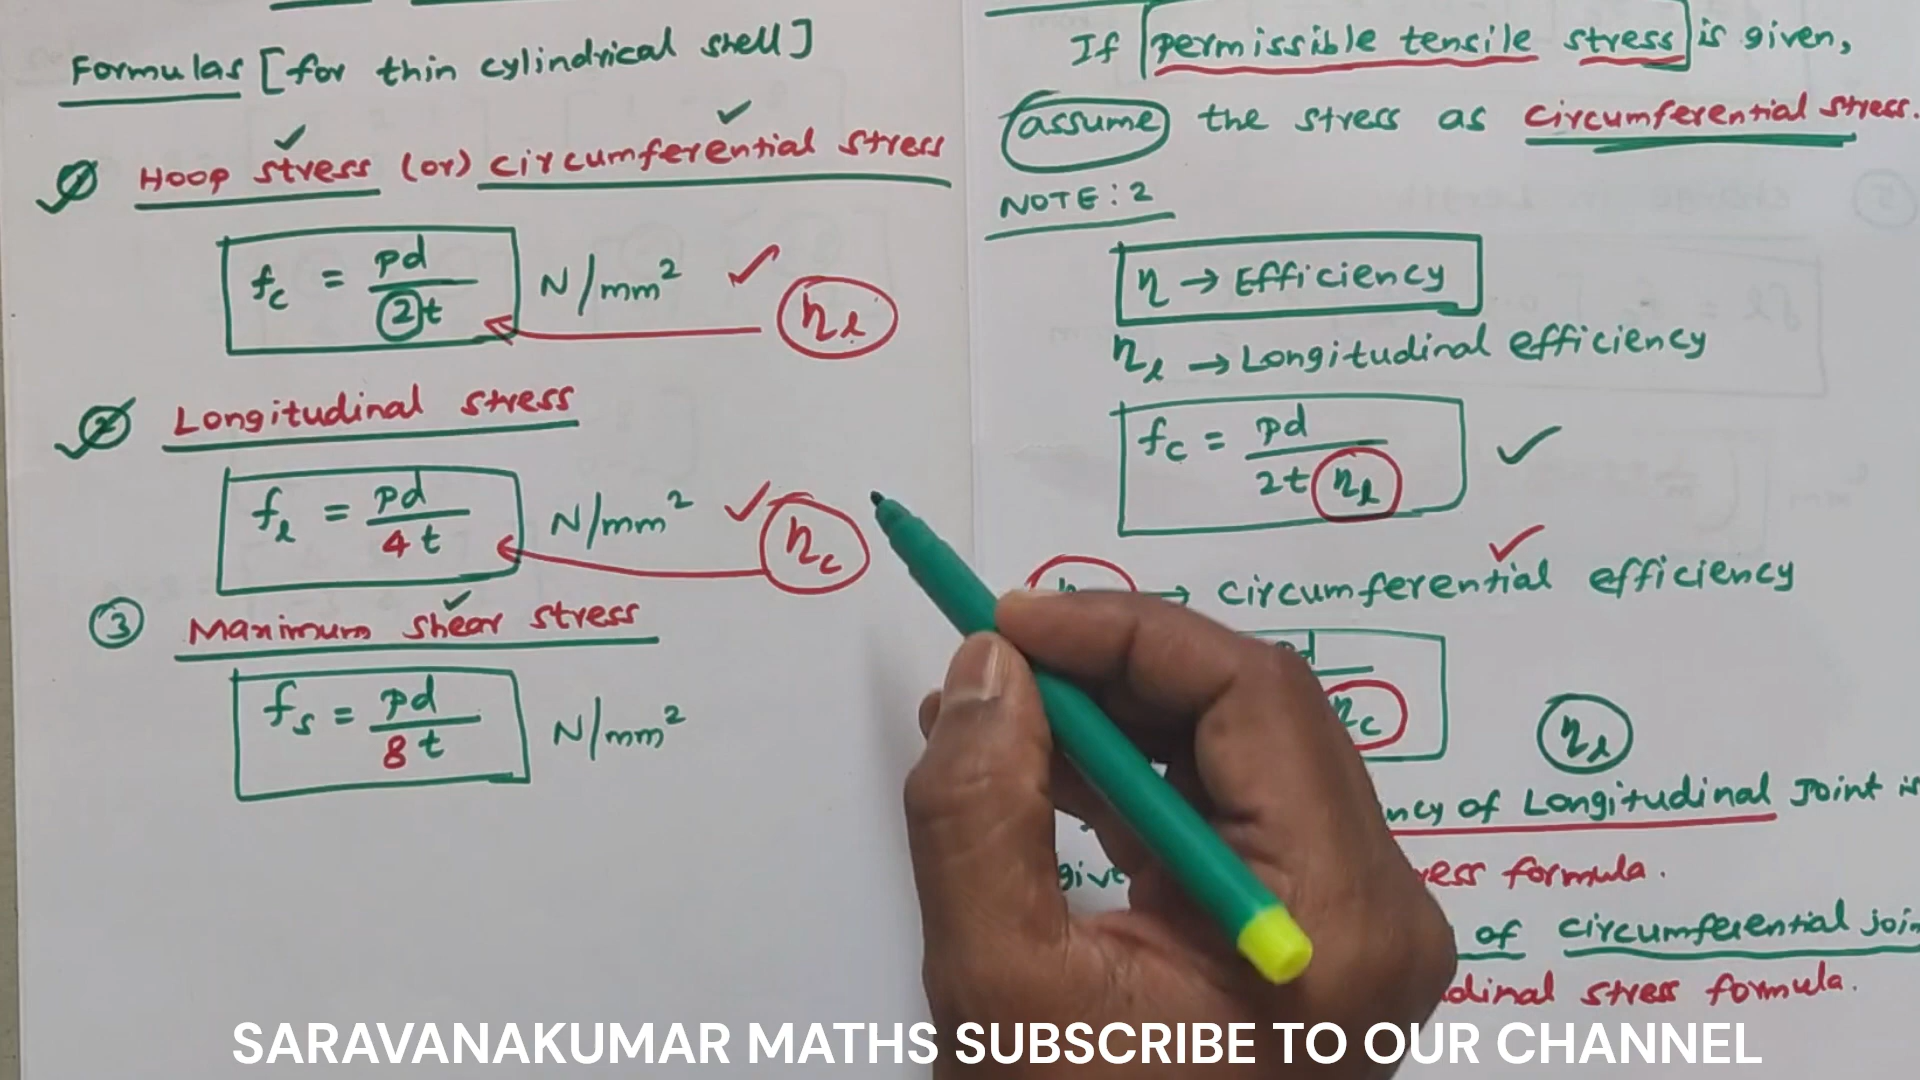 Formulas [for thin cylindrical shell]
① Hoop stress (or) circumferential stress
fc = pd / 2t N/mm² ηl
② Longitudinal stress
fl = pd / 4t N/mm² ηc
③ Maximum shear stress
fs = pd / 8t N/mm²
If permissible tensile stress is given,
assume the stress as circumferential stress.
NOTE: 2
η → Efficiency
ηl → Longitudinal efficiency
fc = pd / 2t ηl
→ circumferential efficiency
pd
ηc ηl
of Longitudinal Joint is
formula.
of circumferential
stress formula.
SARAVANAKUMAR MATHS SUBSCRIBE TO OUR CHANNEL